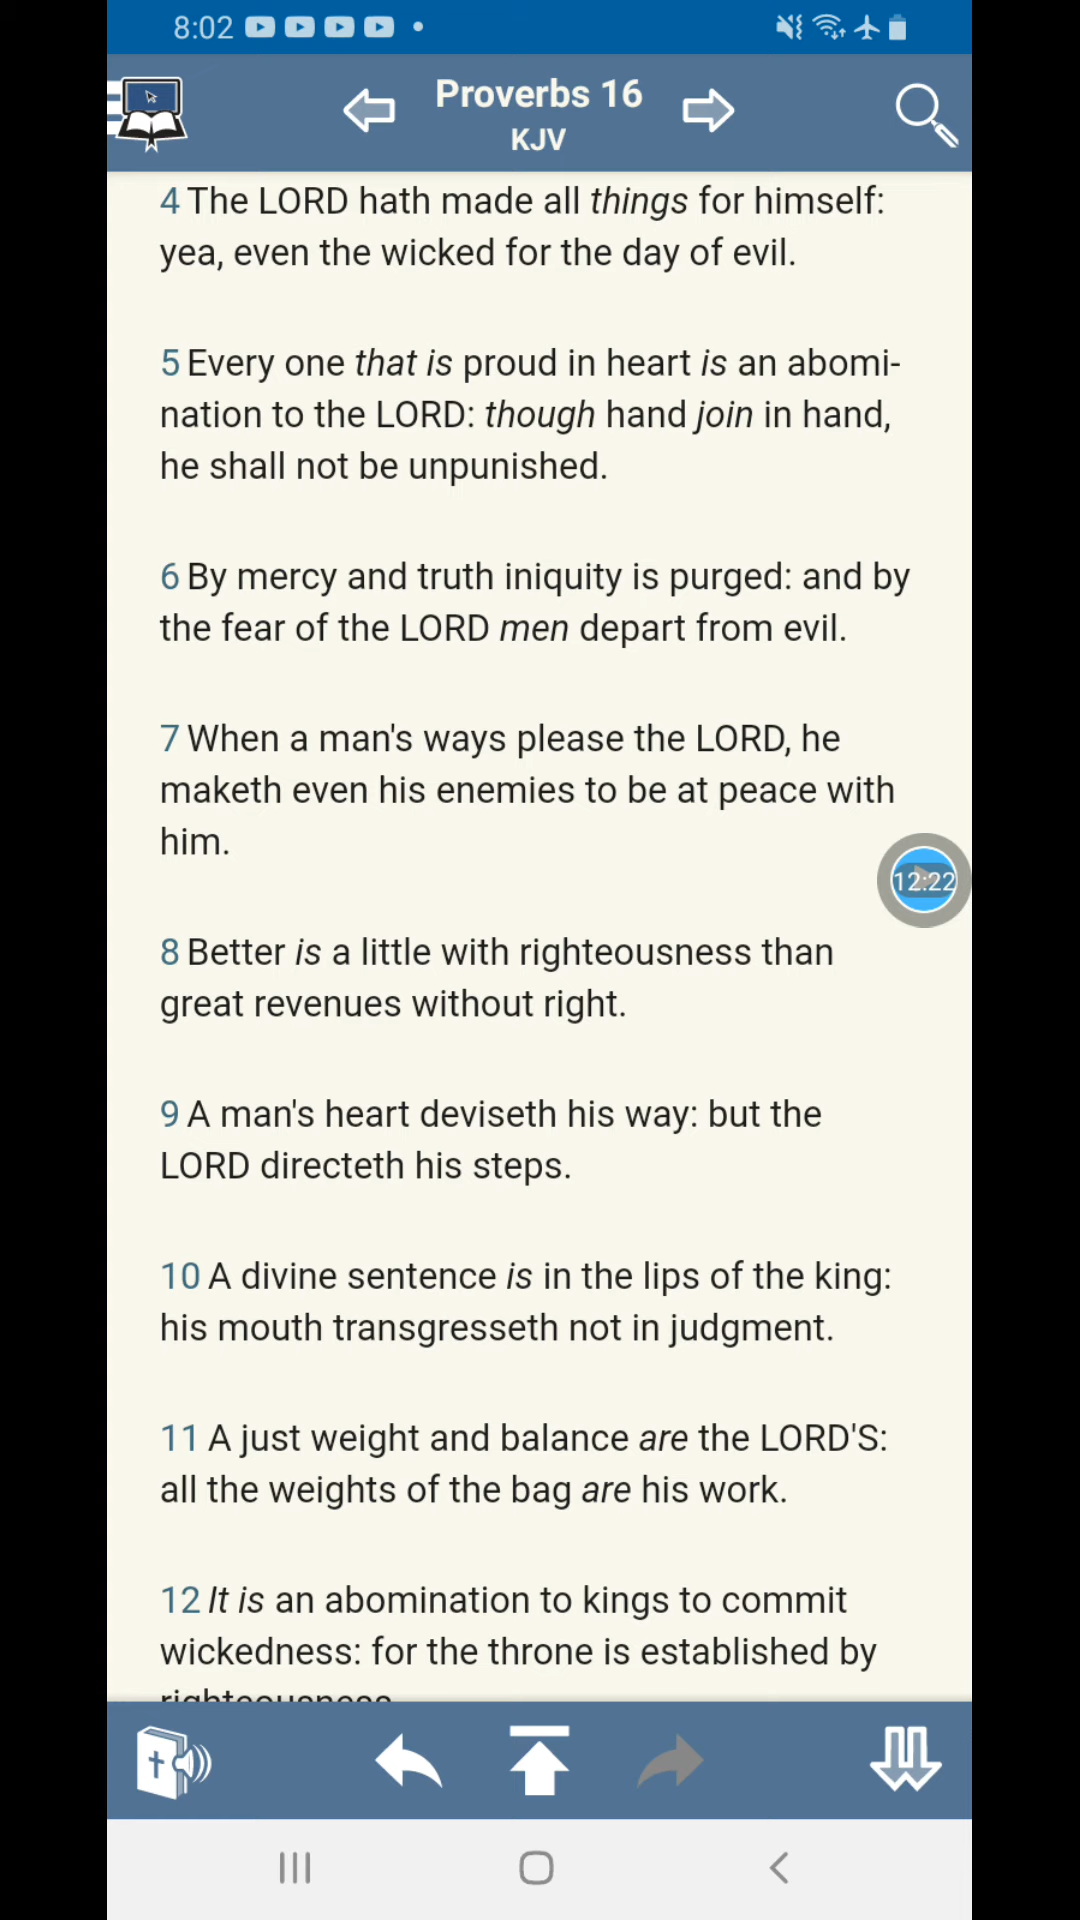 8:02
Proverbs 16
KJV
4 The LORD hath made all things for himself:
yea, even the wicked for the day of evil.
5 Every one that is proud in heart is an abomi-
nation to the LORD: though hand join in hand,
he shall not be unpunished.
6 By mercy and truth iniquity is purged: and by
the fear of the LORD men depart from evil.
7 When a man's ways please the LORD, he
maketh even his enemies to be at peace with
him.
12:22
8 Better is a little with righteousness than
great revenues without right.
9 A man's heart deviseth his way: but the
LORD directeth his steps.
10 A divine sentence is in the lips of the king:
his mouth transgresseth not in judgment.
11 A just weight and balance are the LORD'S:
all the weights of the bag are his work.
12 It is an abomination to kings to commit
wickedness: for the throne is established by
righteousness.